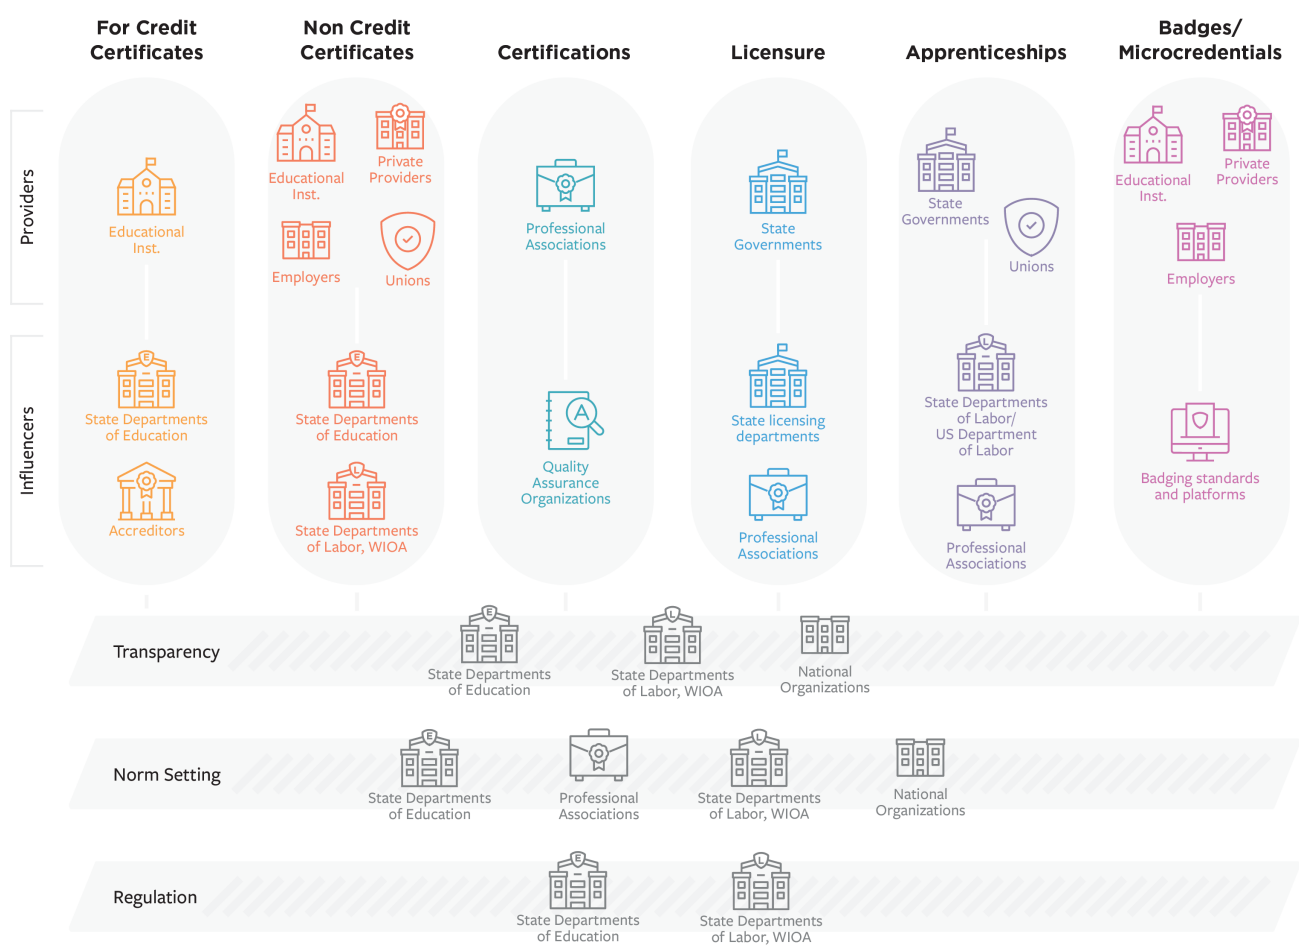 For Credit
Certificates
Non Credit
Certificates
Certifications
Licensure
Apprenticeships
Badges/
Microcredentials
Providers
Educational
Inst.
Educational
Inst.
Private
Providers
Employers
Unions
Professional
Associations
State
Governments
State
Governments
Unions
Educational
Inst.
Private
Providers
Employers
Influencers
E
State Departments
of Education
Accreditors
E
State Departments
of Education
L
State Departments
of Labor, WIOA
A
Quality
Assurance
Organizations
State licensing
departments
Professional
Associations
L
State Departments
of Labor/
US Department
of Labor
Professional
Associations
Badging standards
and platforms
Transparency
E
State Departments
of Education
L
State Departments
of Labor, WIOA
National
Organizations
Norm Setting
E
State Departments
of Education
Professional
Associations
L
State Departments
of Labor, WIOA
National
Organizations
Regulation
E
State Departments
of Education
L
State Departments
of Labor, WIOA